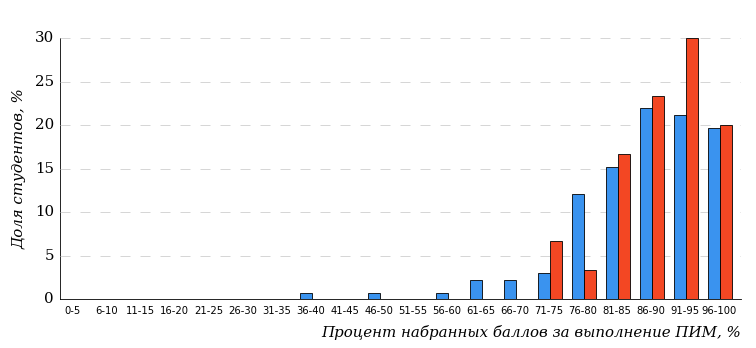 30
25
20
15
10
5
0
Доля студентов, %
0-5 6-10 11-15 16-20 21-25 26-30 31-35 36-40 41-45 46-50 51-55 56-60 61-65 66-70 71-75 76-80 81-85 86-90 91-95 96-100
Процент набранных баллов за выполнение ПИМ, %